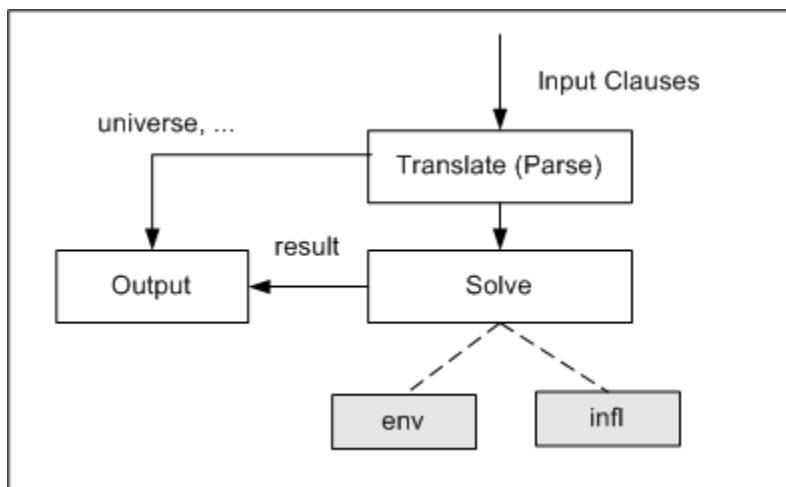 Input Clauses
universe, ...
Translate (Parse)
result
Output
Solve
env
infl